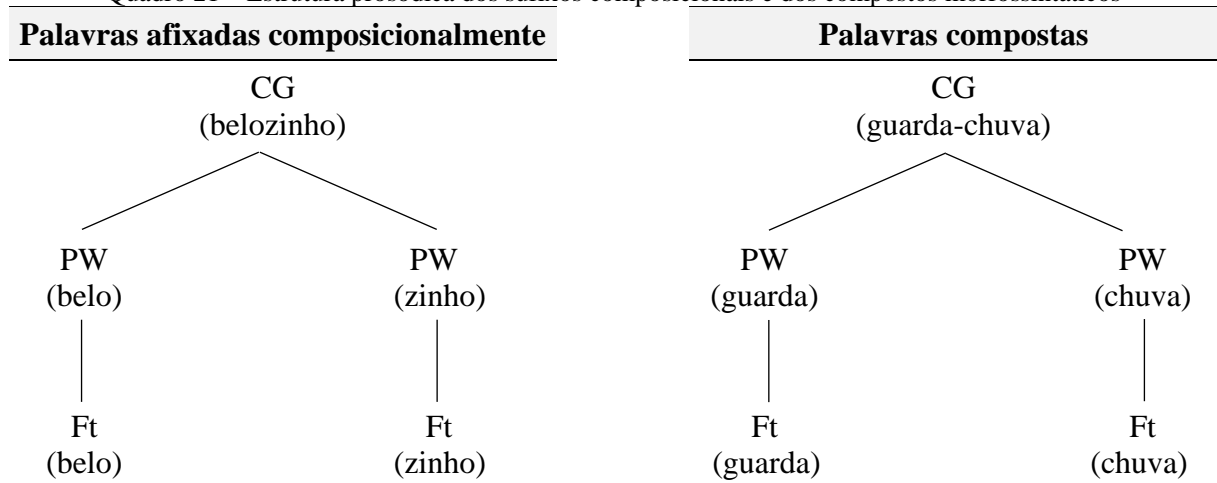 Quadro 21 – Estrutura prosódica dos sufixos composicionais e dos compostos morfossintáticos
Palavras afixadas composicionalmente
Palavras compostas
CG
(belozinho)
CG
(guarda-chuva)
PW
(belo)
PW
(zinho)
PW
(guarda)
PW
(chuva)
Ft
(belo)
Ft
(zinho)
Ft
(guarda)
Ft
(chuva)